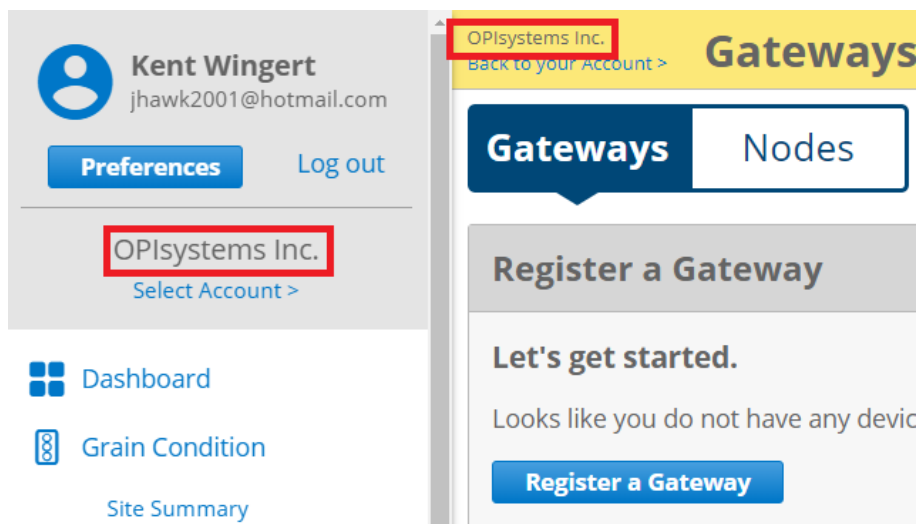 Kent Wingert
jhawk2001@hotmail.com
Preferences
Log out
OPIsystems Inc.
Select Account >
Dashboard
Grain Condition
Site Summary
OPIsystems Inc.
Back to your Account >
Gateways
Gateways
Nodes
Register a Gateway
Let's get started.
Looks like you do not have any devic
Register a Gateway